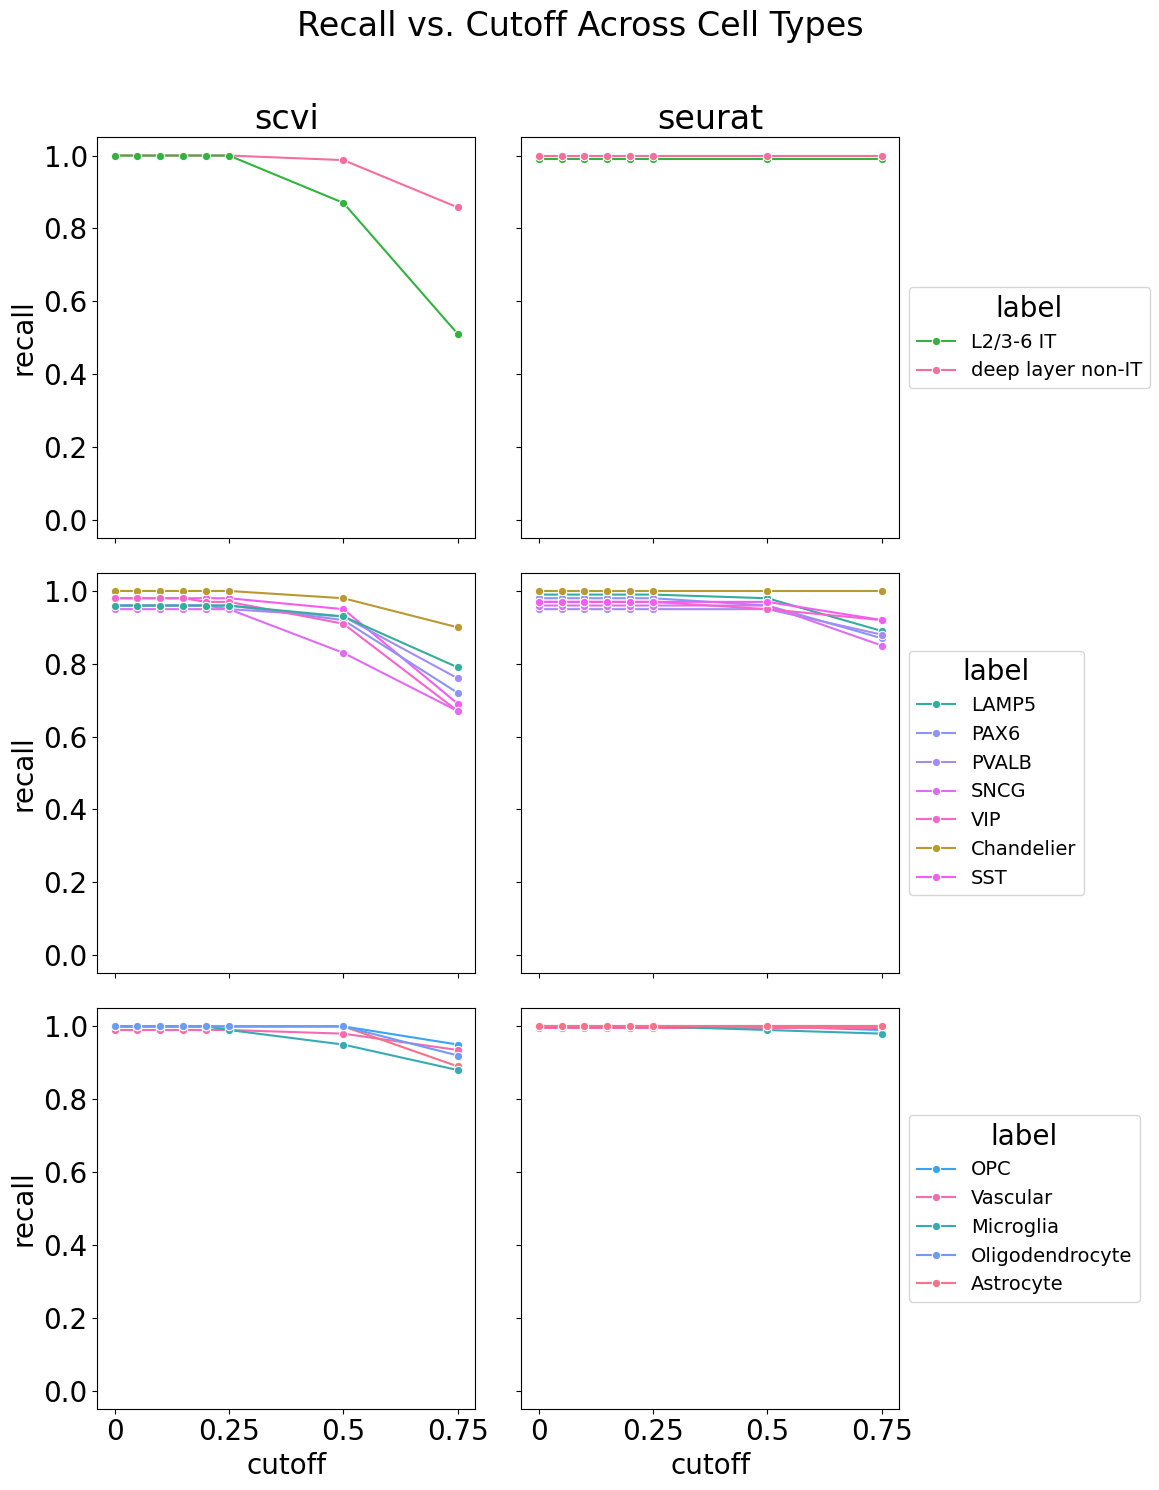 Recall vs. Cutoff Across Cell Types
scvi
seurat
1.0
0.8
0.6
0.4
0.2
0.0
recall
label
L2/3-6 IT
deep layer non-IT
1.0
0.8
0.6
0.4
0.2
0.0
recall
label
LAMP5
PAX6
PVALB
SNCG
VIP
Chandelier
SST
1.0
0.8
0.6
0.4
0.2
0.0
recall
label
OPC
Vascular
Microglia
Oligodendrocyte
Astrocyte
0 0.25 0.5 0.75
cutoff
0 0.25 0.5 0.75
cutoff